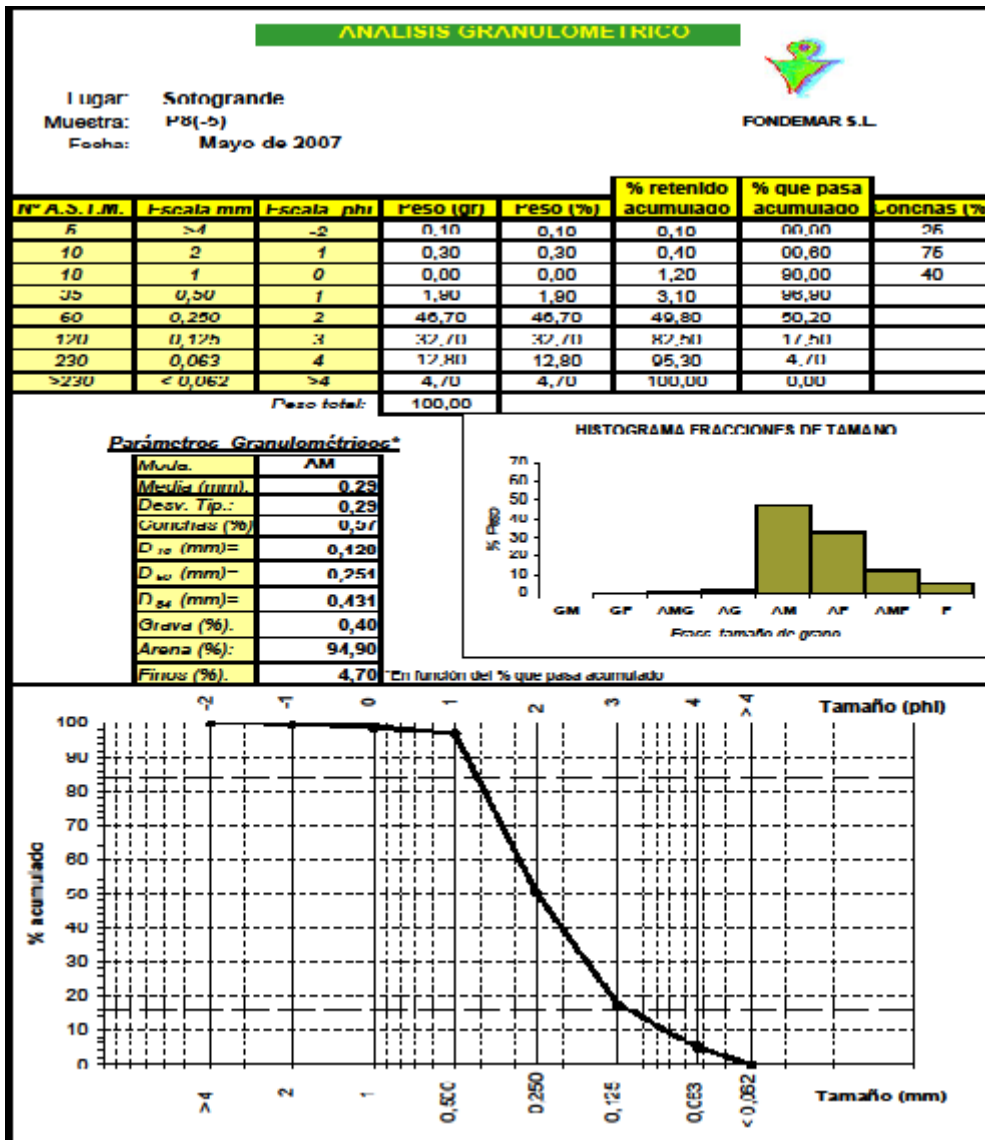 ANALISIS GRANULOMETRICO
Lugar: Sotogrande
Muestra: P8(-5)
Fecha: Mayo de 2007
FONDEMAR S.L.
Nº A.S.T.M. Escala mm Escala phi Peso (gr) Peso (%) % retenido acumulado % que pasa acumulado Conchas (%
5 >4 -2 0,10 0,10 0,10 25
10 2 1 0,30 0,30 0,40 75
1 0 1,20 40
35 0,50 1 1,90 1,90 3,10 96,90
60 0,250 2 46,70 46,70 49,80 50,20
120 0,125 3 32,70 32,70 82,50 17,50
230 0,063 4 12,80 12,80 95,30 4,70
>230 < 0,062 >4 4,70 4,70 100,00 0,00
Peso total: 100,00
Parámetros Granulométricos*
Moda: AM
Media (mm): 0,29
Desv. Tip.: 0,29
Conchas (%) 0,57
(mm)= 0,120
(mm)= 0,251
D 84 (mm)= 0,431
Grava (%): 0,40
Arena (%): 94,90
Finos (%): 4,70
*En función del % que pasa acumulado
HISTOGRAMA FRACCIONES DE TAMANO
% Peso
70
60
50
40
30
20
10
0
GM GF AMG AG AM AF AMF F
Fracc. tamaño de grano
-2 -1 0 1 2 3 4 > 4 Tamaño (phi)
% acumulado
100
90
80
70
60
50
40
30
20
10
0
>4 2 1 0,500 0,250 0,125 0,063 < 0,062 Tamaño (mm)